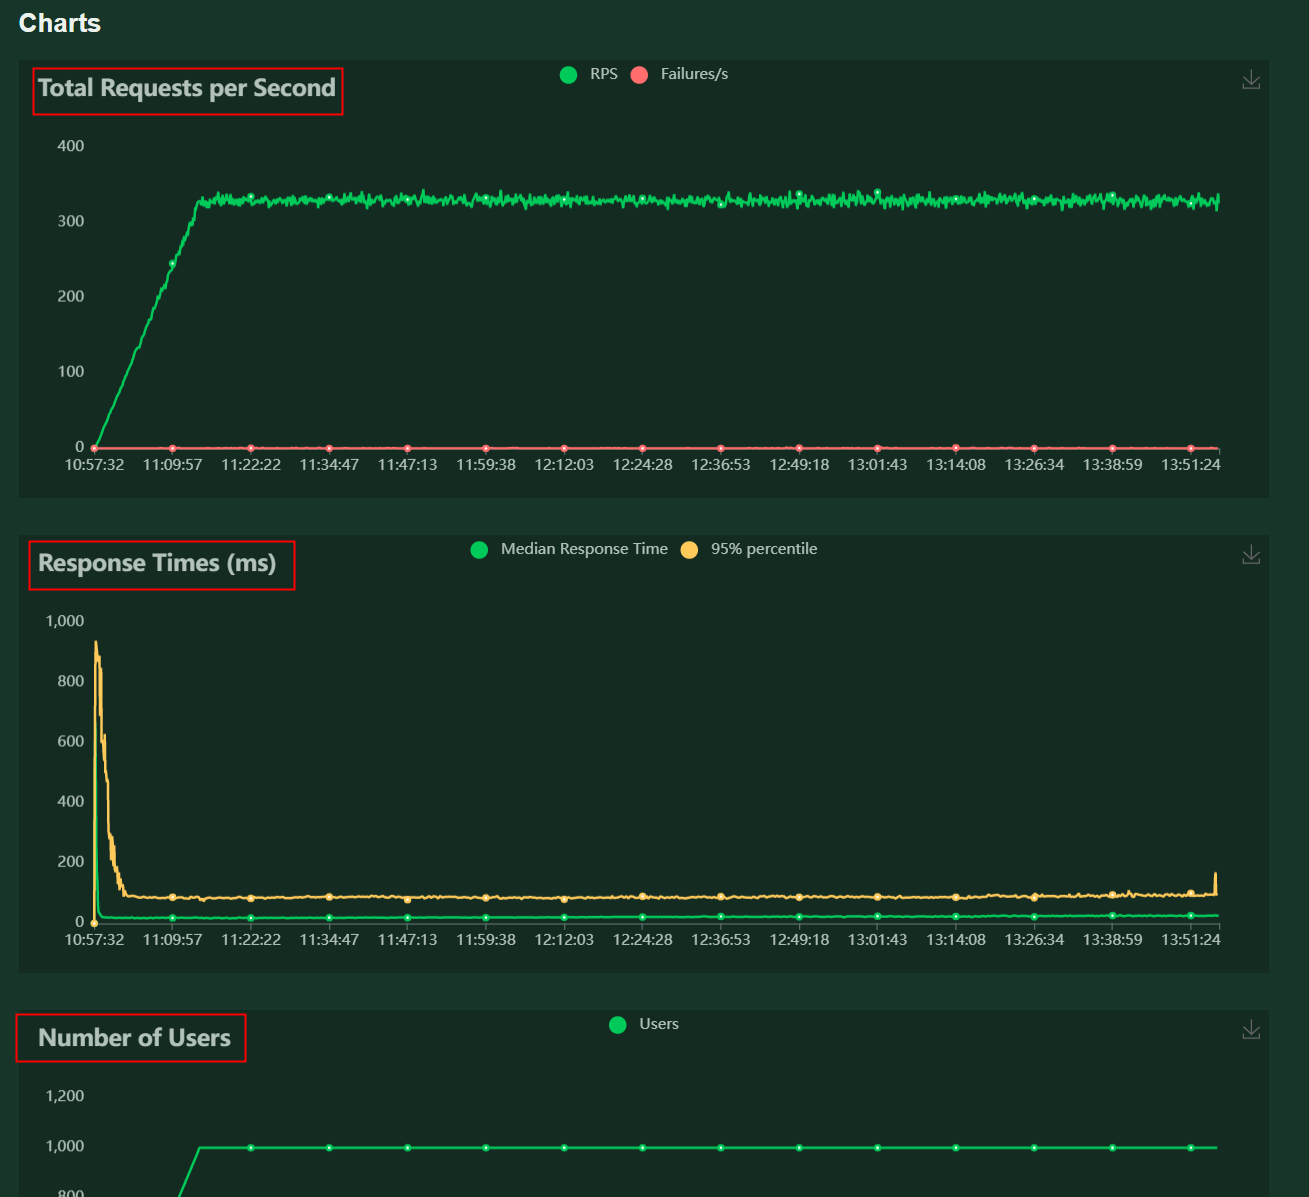 Charts
Total Requests per Second
RPS Failures/s
400
300
200
100
0
10:57:32 11:09:57 11:22:22 11:34:47 11:47:13 11:59:38 12:12:03 12:24:28 12:36:53 12:49:18 13:01:43 13:14:08 13:26:34 13:38:59 13:51:24
Response Times (ms)
Median Response Time 95% percentile
1,000
800
600
400
200
0
10:57:32 11:09:57 11:22:22 11:34:47 11:47:13 11:59:38 12:12:03 12:24:28 12:36:53 12:49:18 13:01:43 13:14:08 13:26:34 13:38:59 13:51:24
Number of Users
Users
1,200
1,000
800